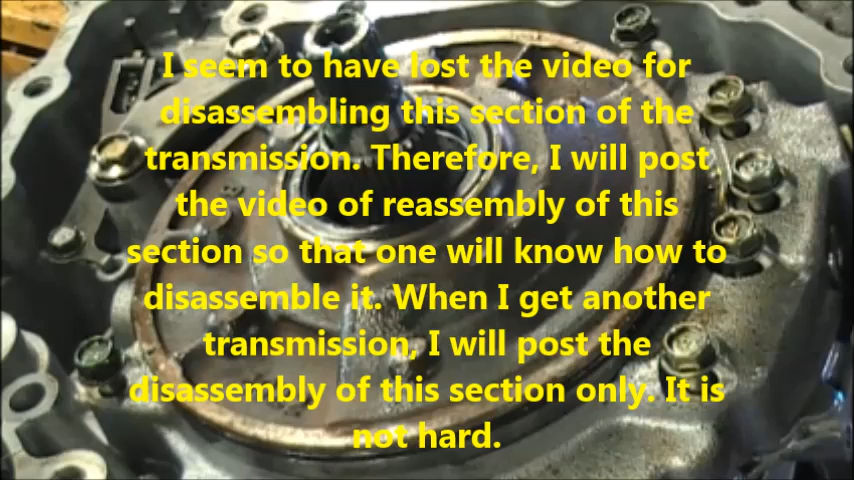 I seem to have lost the video for
disassembling this section of the
transmission. Therefore, I will post
the video of reassembly of this
section so that one will know how to
disassemble it. When I get another
transmission, I will post the
disassembly of this section only. It is
not hard.